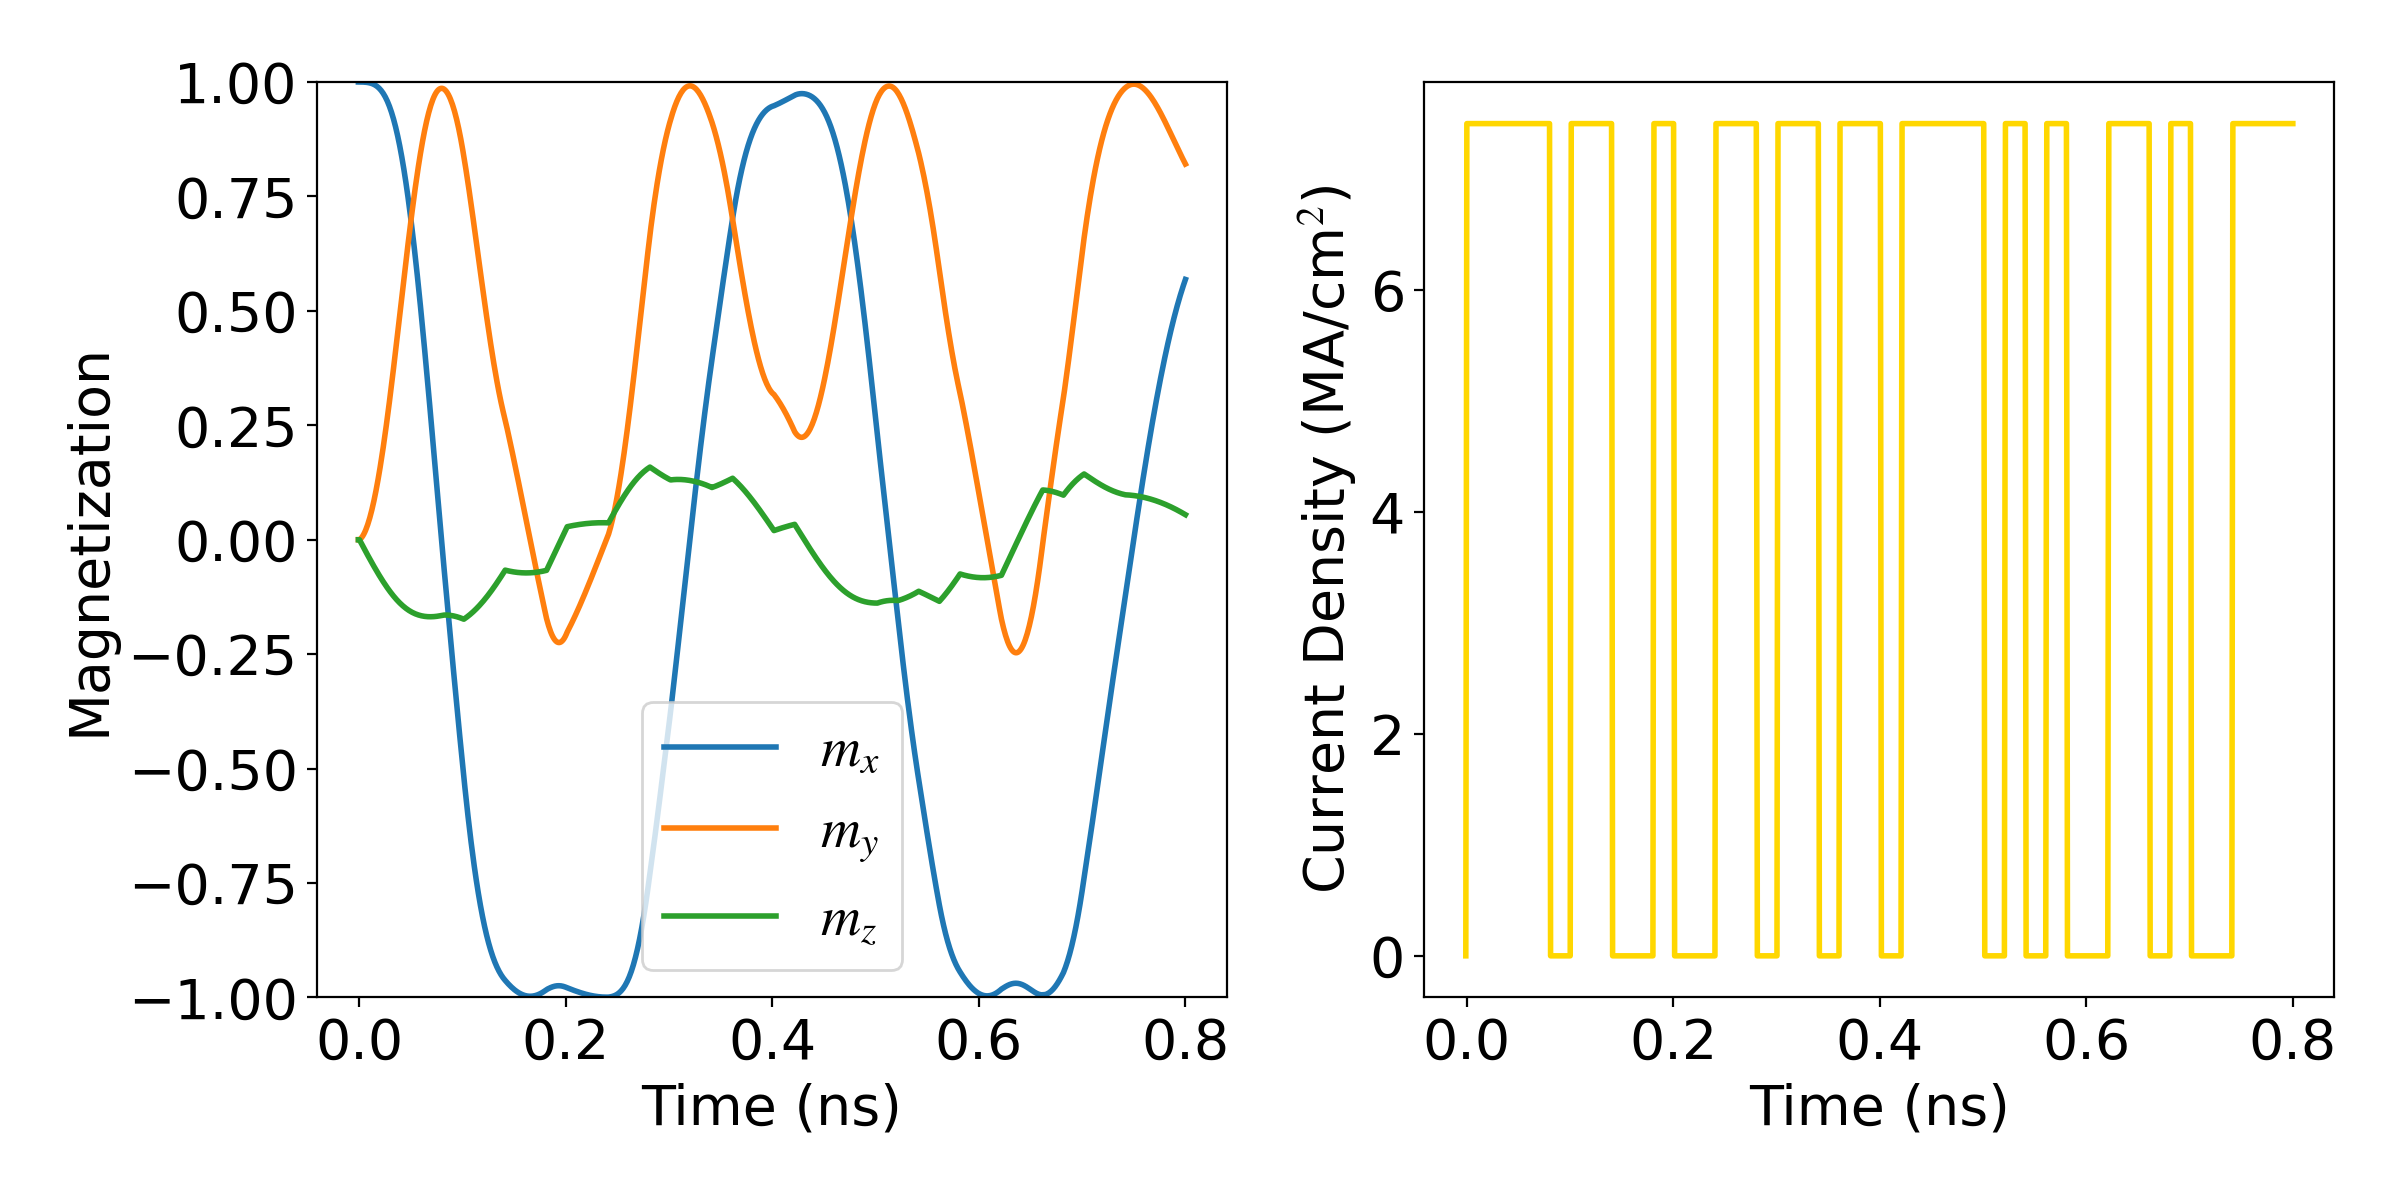 Magnetization
1.00
0.75
0.50
0.25
0.00
−0.25
−0.50
−0.75
−1.00
0.0 0.2 0.4 0.6 0.8
Time (ns)
m_x
m_y
m_z
Current Density (MA/cm²)
6
4
2
0
0.0 0.2 0.4 0.6 0.8
Time (ns)